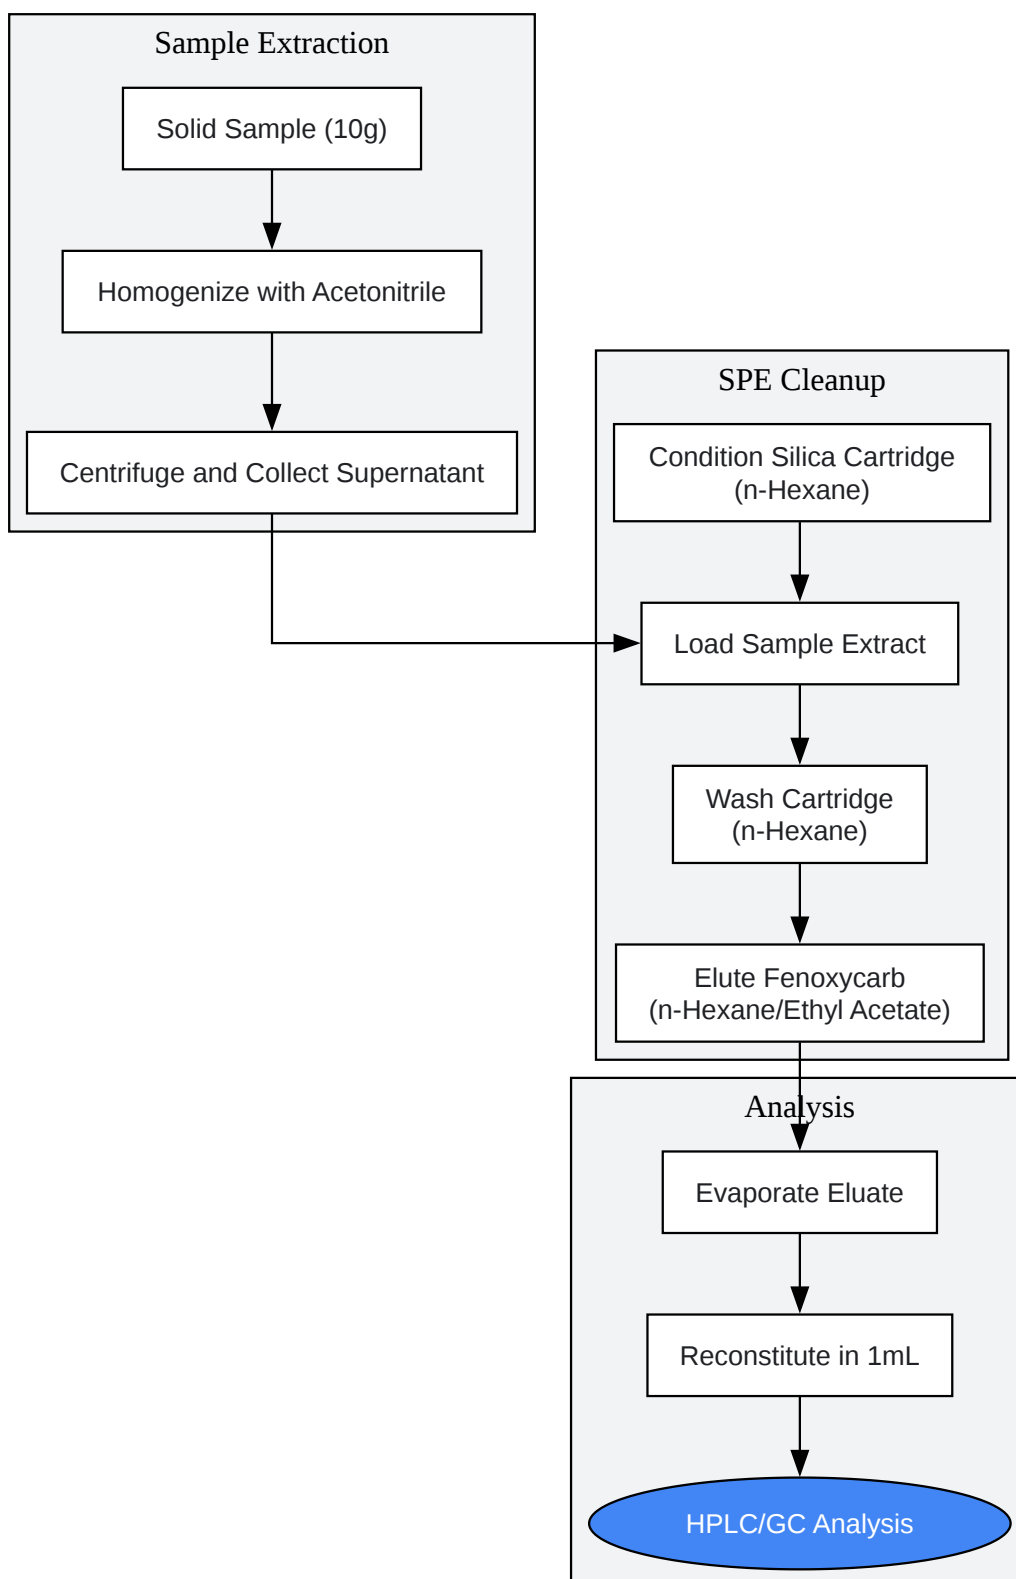 Sample Extraction
Solid Sample (10g)
Homogenize with Acetonitrile
Centrifuge and Collect Supernatant
SPE Cleanup
Condition Silica Cartridge
(n-Hexane)
Load Sample Extract
Wash Cartridge
(n-Hexane)
Elute Fenoxycarb
(n-Hexane/Ethyl Acetate)
Analysis
Evaporate Eluate
Reconstitute in 1mL
HPLC/GC Analysis